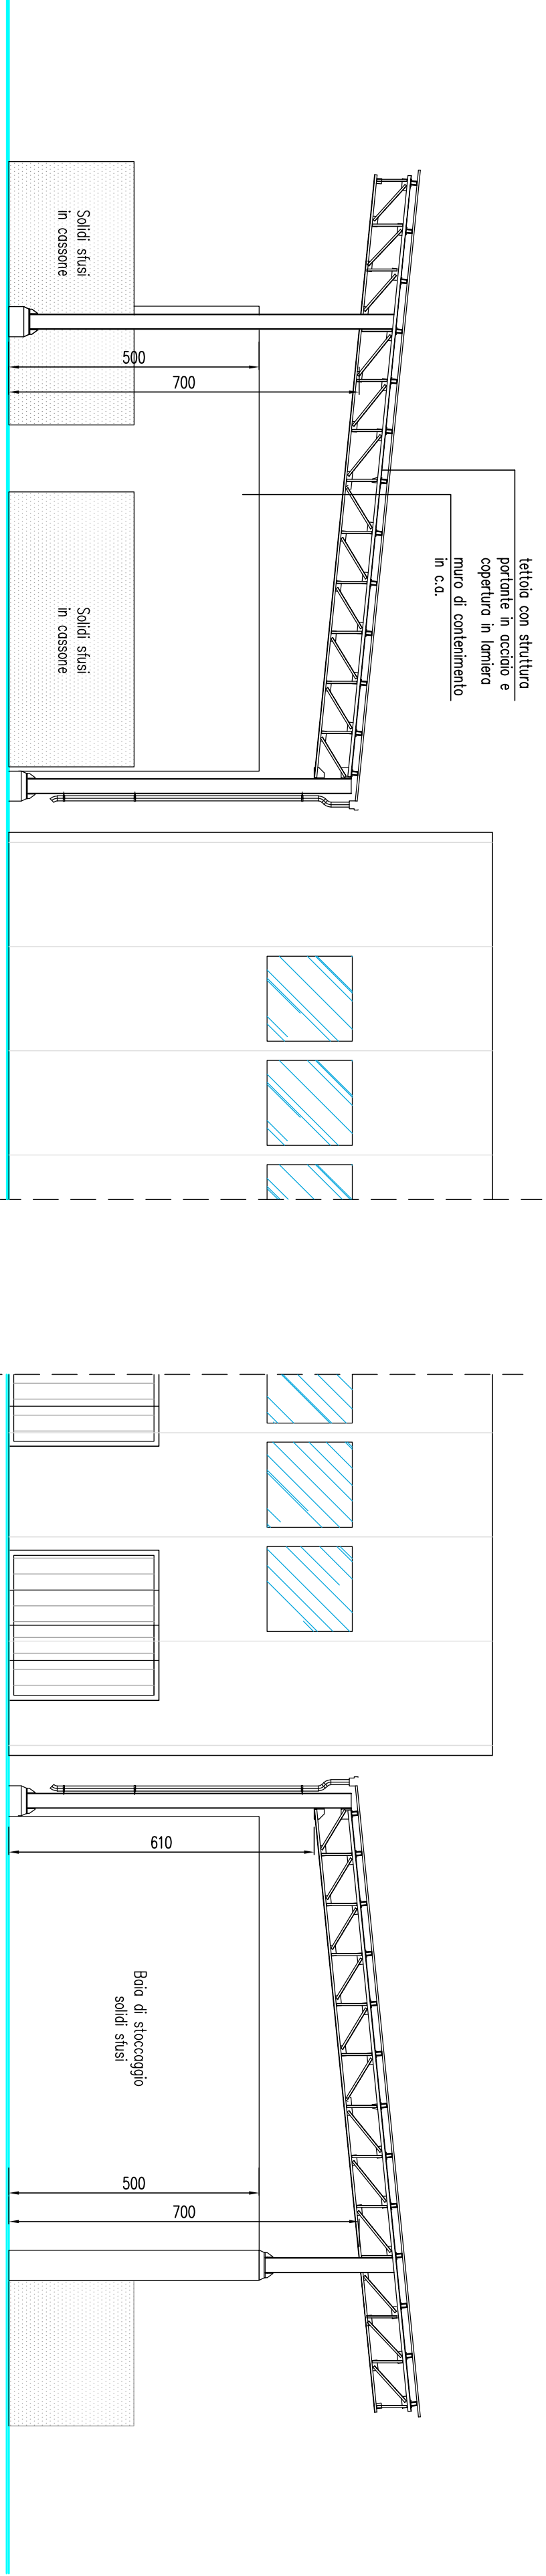 Solidi sfusi
in cassone
500
700
tettoia con struttura
portante in acciaio e
copertura in lamiera
muro di contenimento
in c.a.
Solidi sfusi
in cassone
610
Baia di stoccaggio
solidi sfusi
500
700